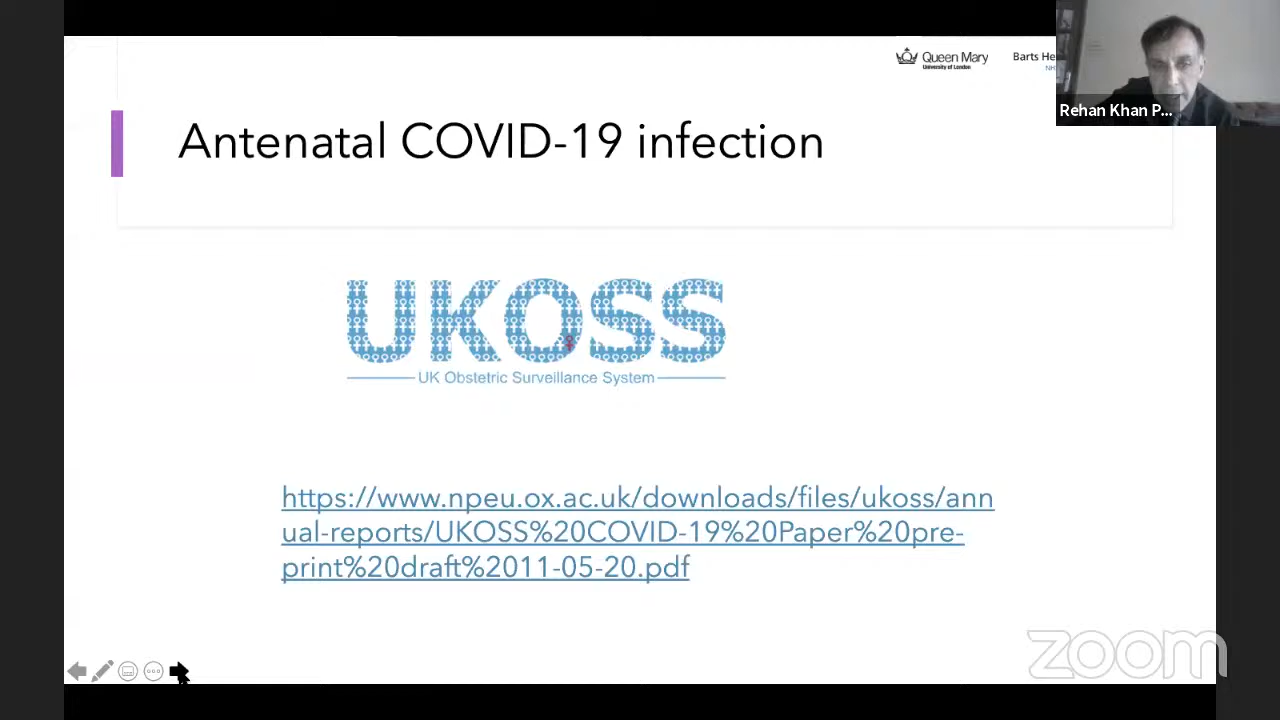 Queen Mary
University of London
Barts He
NH
Rehan Khan P...
Antenatal COVID-19 infection
UKOSS
UK Obstetric Surveillance System
https://www.npeu.ox.ac.uk/downloads/files/ukoss/ann
ual-reports/UKOSS%20COVID-19%20Paper%20pre-
print%20draft%2011-05-20.pdf
zoom